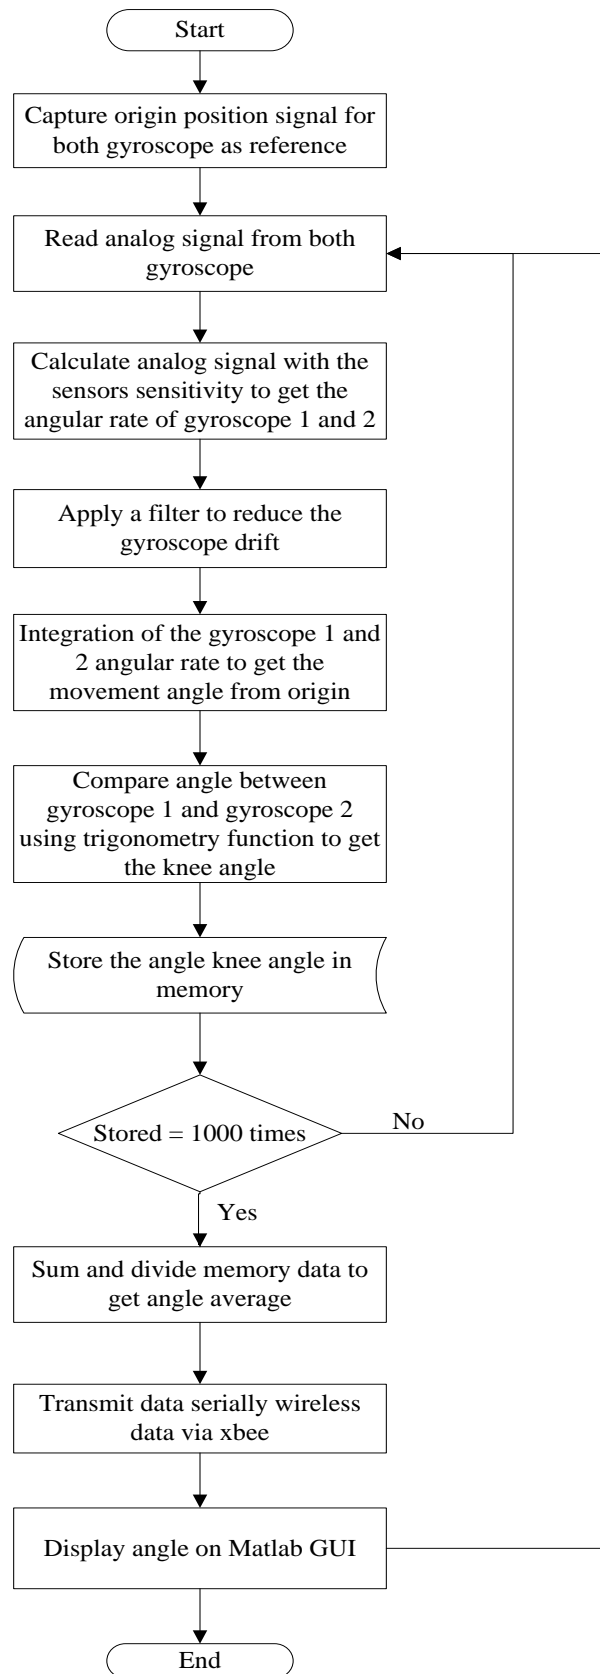 Start
Capture origin position signal for
both gyroscope as reference
Read analog signal from both
gyroscope
Calculate analog signal with the
sensors sensitivity to get the
angular rate of gyroscope 1 and 2
Apply a filter to reduce the
gyroscope drift
Integration of the gyroscope 1 and
2 angular rate to get the
movement angle from origin
Compare angle between
gyroscope 1 and gyroscope 2
using trigonometry function to get
the knee angle
Store the angle knee angle in
memory
Stored = 1000 times
No
Yes
Sum and divide memory data to
get angle average
Transmit data serially wireless
data via xbee
Display angle on Matlab GUI
End